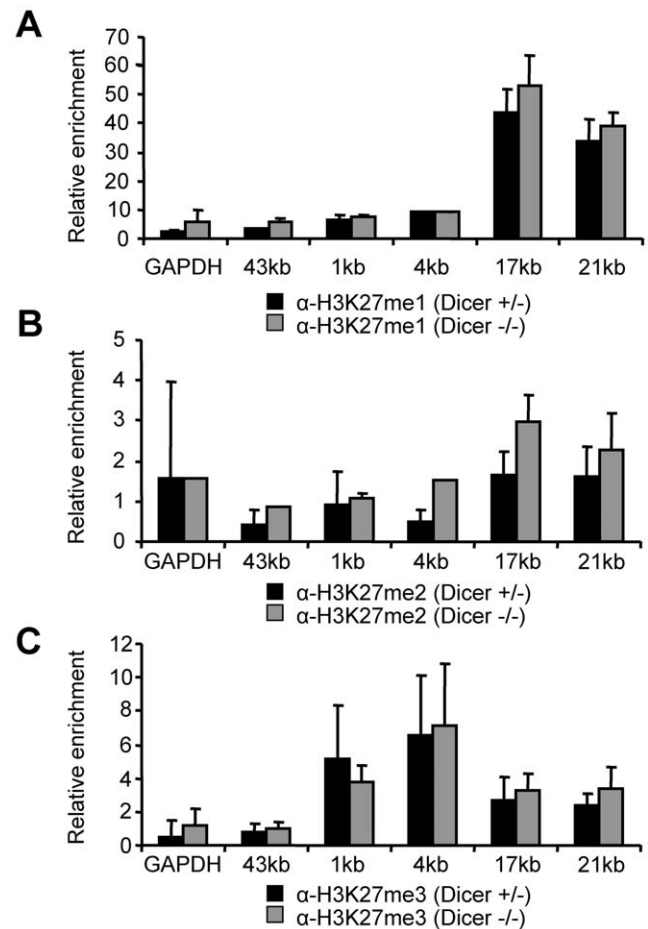 A
Relative enrichment
70
60
50
40
30
20
10
0
GAPDH 43kb 1kb 4kb 17kb 21kb
α-H3K27me1 (Dicer +/-)
α-H3K27me1 (Dicer -/-)
B
Relative enrichment
5
4
3
2
1
0
GAPDH 43kb 1kb 4kb 17kb 21kb
α-H3K27me2 (Dicer +/-)
α-H3K27me2 (Dicer -/-)
C
Relative enrichment
12
10
8
6
4
2
0
GAPDH 43kb 1kb 4kb 17kb 21kb
α-H3K27me3 (Dicer +/-)
α-H3K27me3 (Dicer -/-)